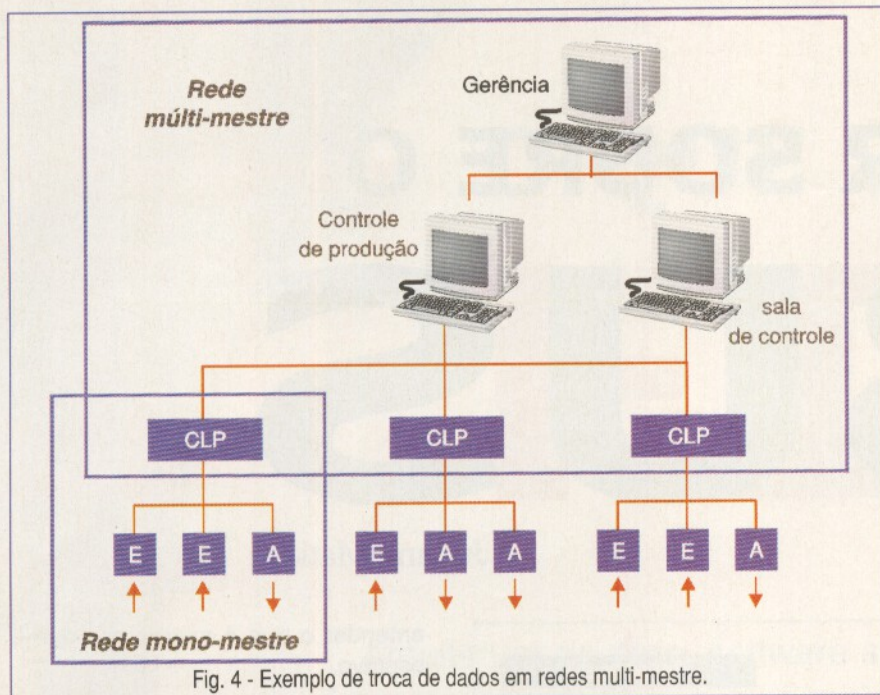 Rede
múlti-mestre
Gerência
Controle
de produção
sala
de controle
CLP
CLP
CLP
E
E
A
E
A
A
E
E
A
Rede mono-mestre
Fig. 4 - Exemplo de troca de dados em redes multi-mestre.